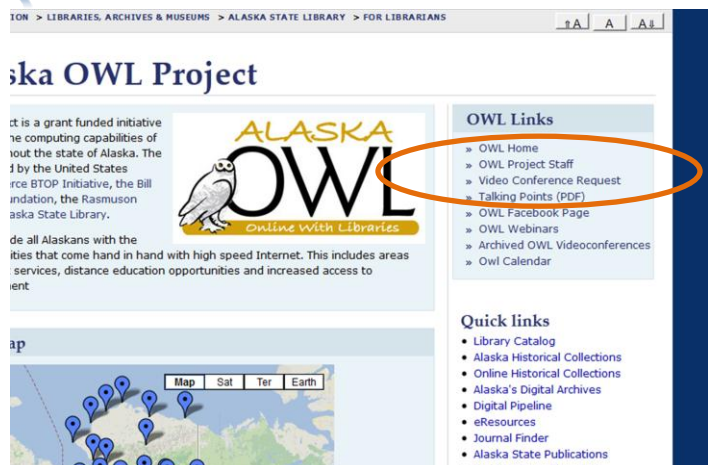 ION > LIBRARIES, ARCHIVES & MUSEUMS > ALASKA STATE LIBRARY > FOR LIBRARIANS
⇑A A A⇓
ska OWL Project
ct is a grant funded initiative
he computing capabilities of
hout the state of Alaska. The
d by the United States
erce BTOP Initiative, the Bill
undation, the Rasmuson
aska State Library.
ALASKA
OWL
Online With Libraries
de all Alaskans with the
ities that come hand in hand with high speed Internet. This includes areas
services, distance education opportunities and increased access to
ent
OWL Links
» OWL Home
» OWL Project Staff
» Video Conference Request
» Talking Points (PDF)
» OWL Facebook Page
» OWL Webinars
» Archived OWL Videoconferences
» Owl Calendar
ap
Map Sat Ter Earth
Quick links
• Library Catalog
• Alaska Historical Collections
• Online Historical Collections
• Alaska's Digital Archives
• Digital Pipeline
• eResources
• Journal Finder
• Alaska State Publications